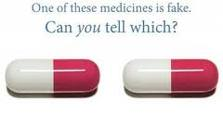 One of these medicines is fake.
Can you tell which?